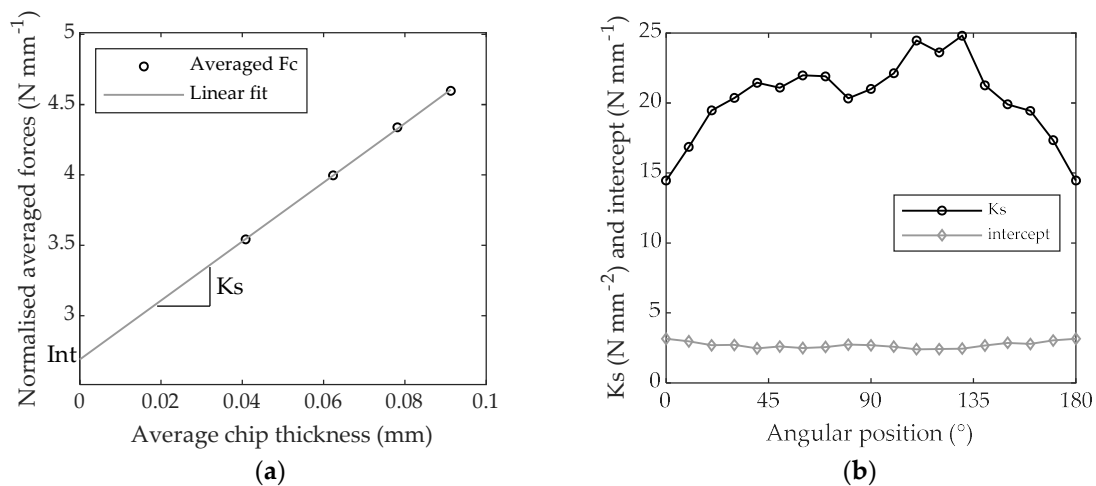 Normalised averaged forces (N mm⁻¹)
5
4.5
4
3.5
3
Int
Averaged Fc
Linear fit
Ks
0
0.02
0.04
0.06
0.08
0.1
Average chip thickness (mm)
(a)
Ks (N mm⁻²) and intercept (N mm⁻¹)
25
20
15
10
5
0
Ks
intercept
0
45
90
135
180
Angular position (°)
(b)